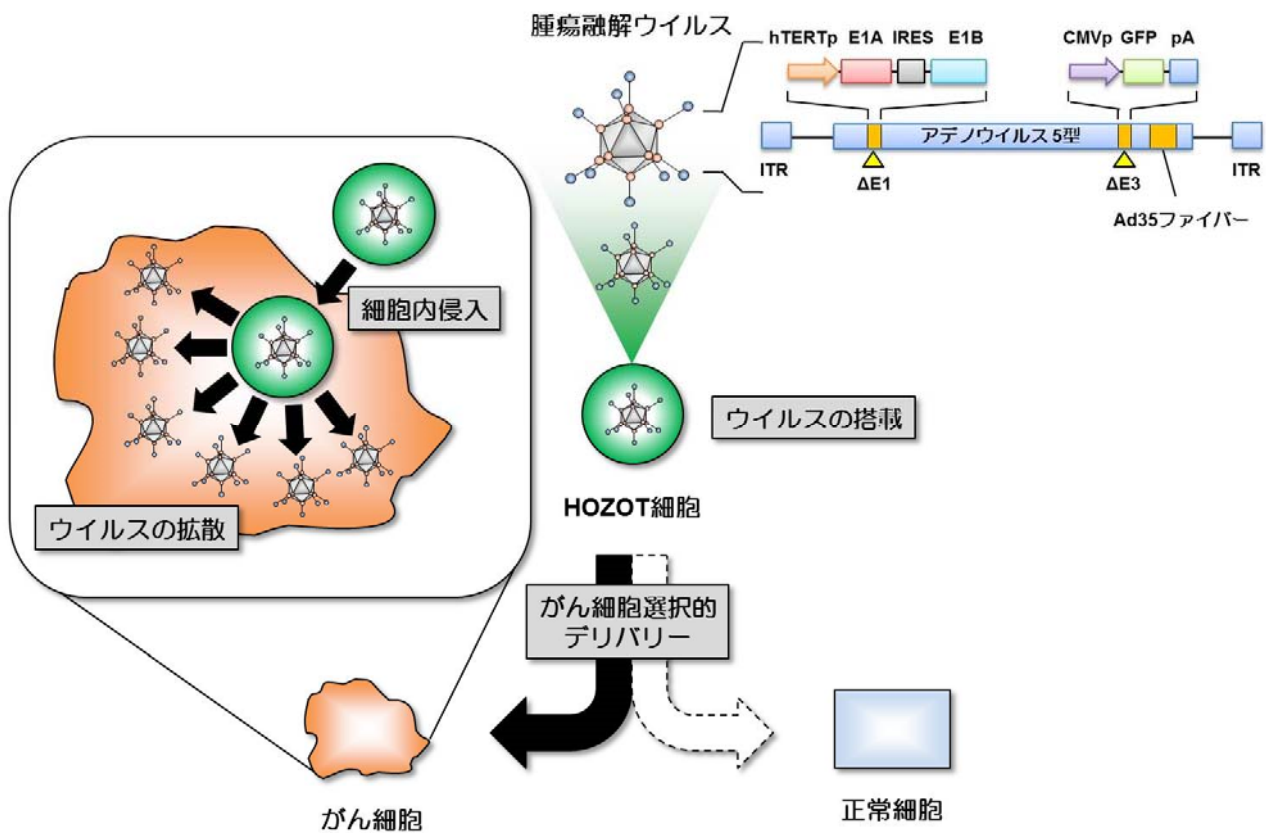 腫瘍融解ウイルス
hTERTp E1A IRES E1B
CMVp GFP pA
アデノウイルス 5型
ITR
ΔE1
ΔE3
ITR
Ad35ファイバー
細胞内侵入
ウイルスの拡散
ウイルスの搭載
HOZOT細胞
がん細胞選択的
デリバリー
がん細胞
正常細胞